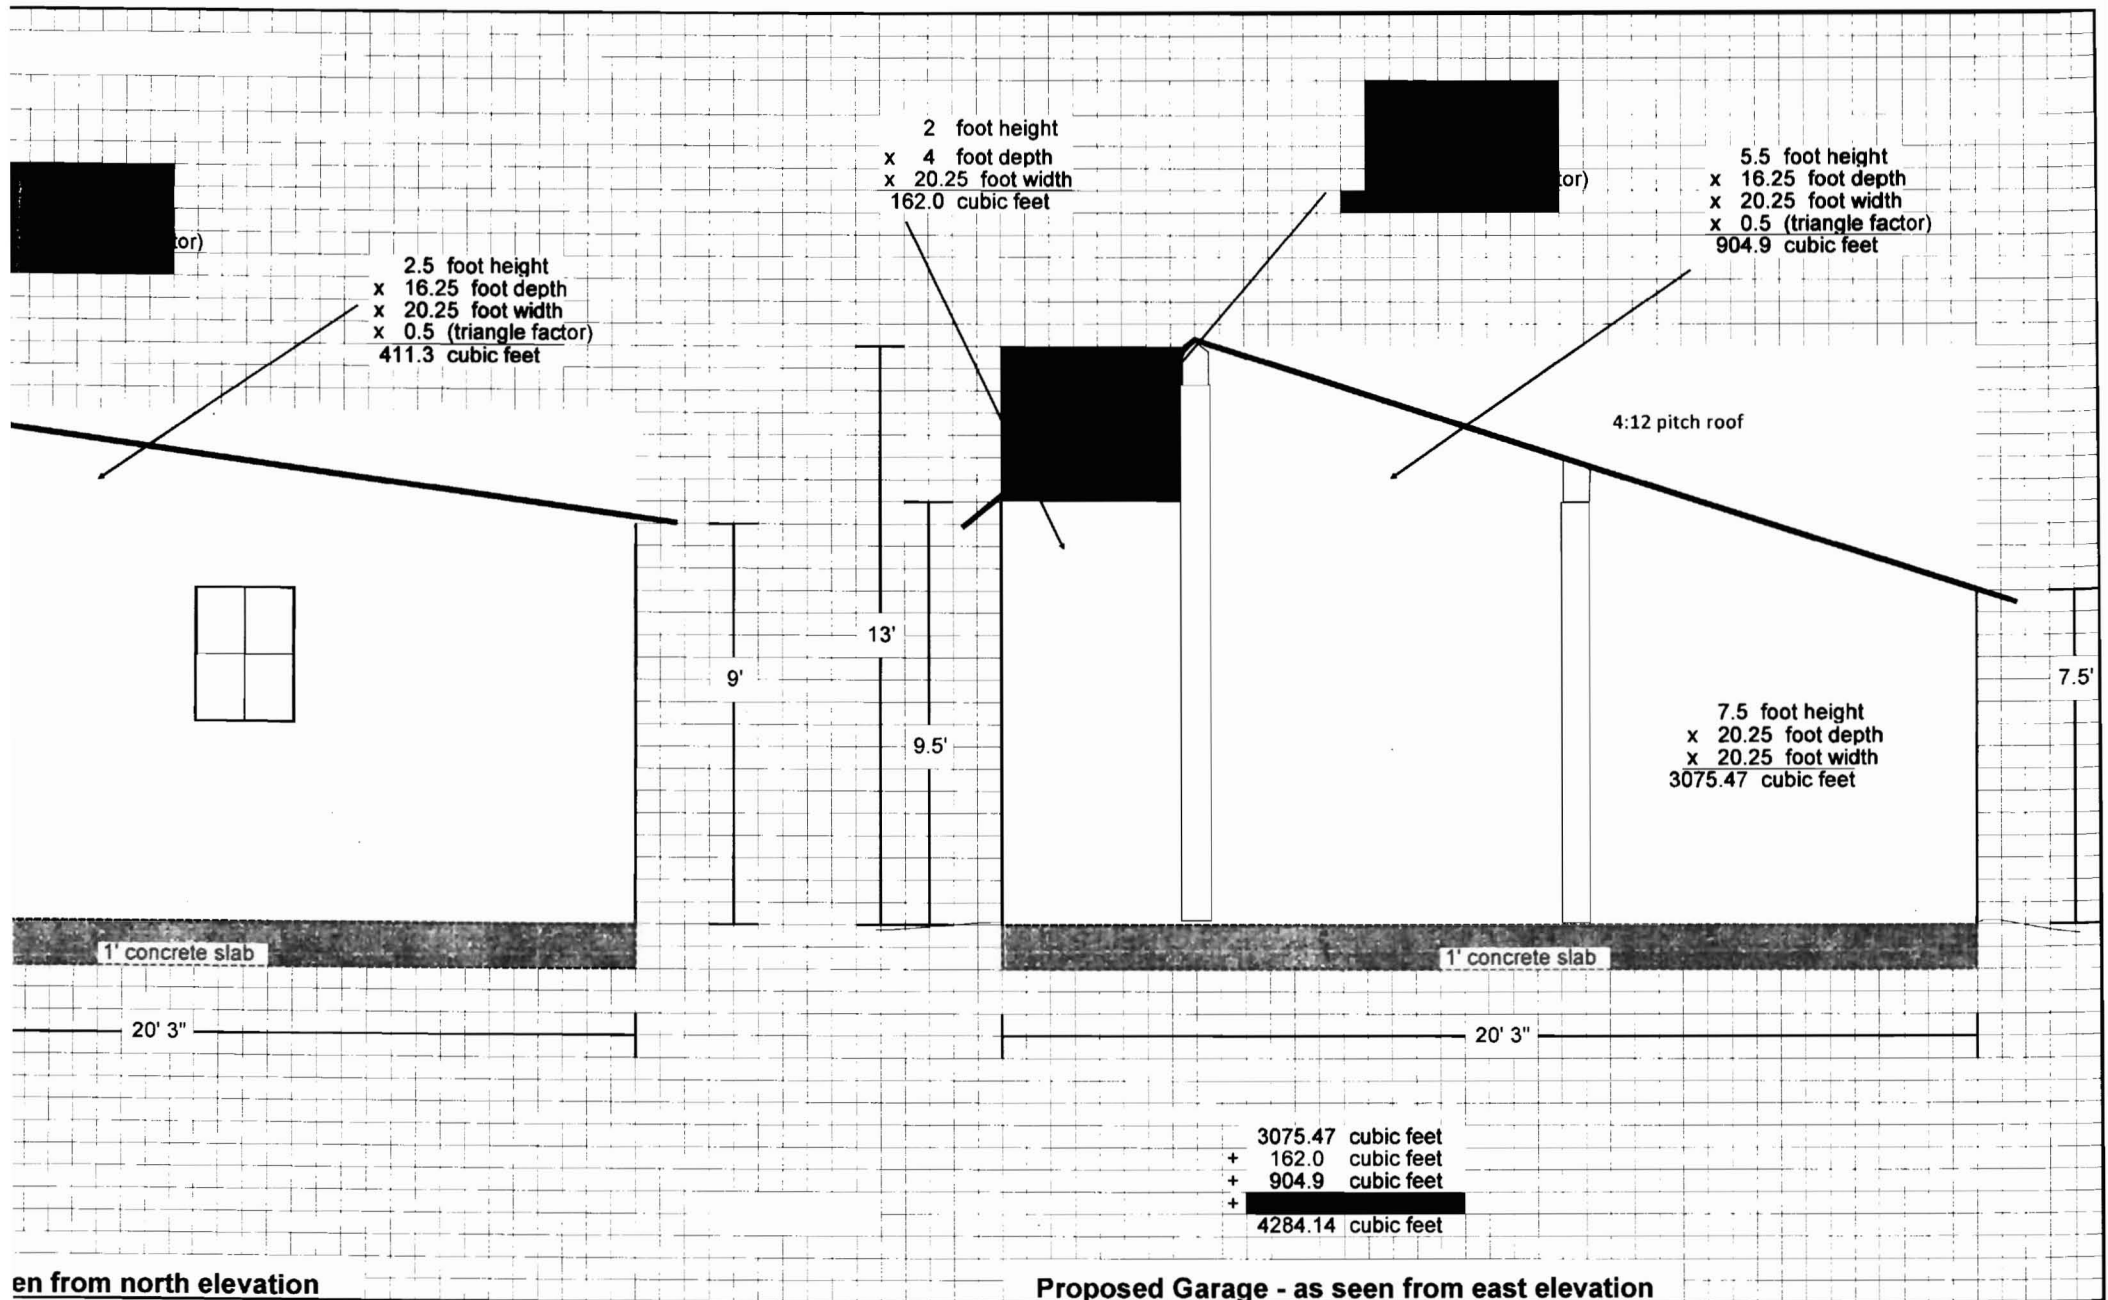 tor)
2.5 foot height
x 16.25 foot depth
x 20.25 foot width
x 0.5 (triangle factor)
411.3 cubic feet
2 foot height
x 4 foot depth
x 20.25 foot width
162.0 cubic feet
tor)
5.5 foot height
x 16.25 foot depth
x 20.25 foot width
x 0.5 (triangle factor)
904.9 cubic feet
4:12 pitch roof
9'
13'
9.5'
7.5'
7.5 foot height
x 20.25 foot depth
x 20.25 foot width
3075.47 cubic feet
1' concrete slab
1' concrete slab
20' 3"
20' 3"
3075.47 cubic feet
+ 162.0 cubic feet
+ 904.9 cubic feet
+
4284.14 cubic feet
en from north elevation
Proposed Garage - as seen from east elevation